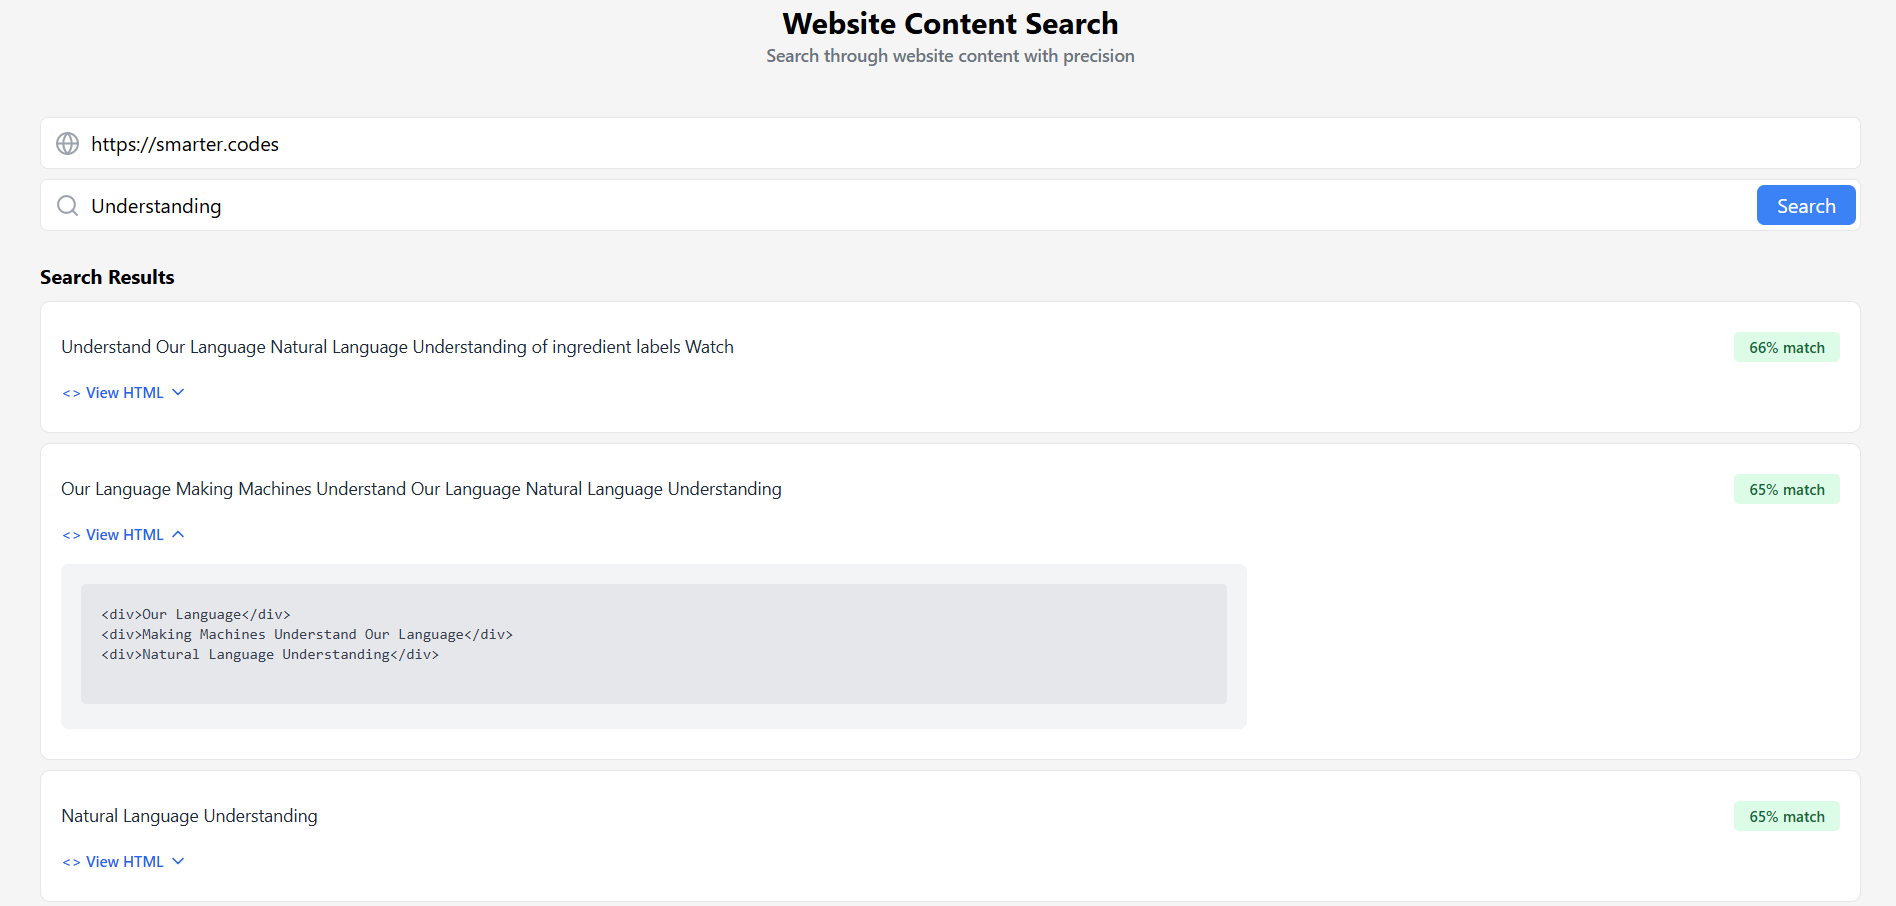 Website Content Search
Search through website content with precision
https://smarter.codes
Understanding
Search
Search Results
Understand Our Language Natural Language Understanding of ingredient labels Watch
66% match
<> View HTML
Our Language Making Machines Understand Our Language Natural Language Understanding
65% match
<> View HTML
<div>Our Language</div>
<div>Making Machines Understand Our Language</div>
<div>Natural Language Understanding</div>
Natural Language Understanding
65% match
<> View HTML